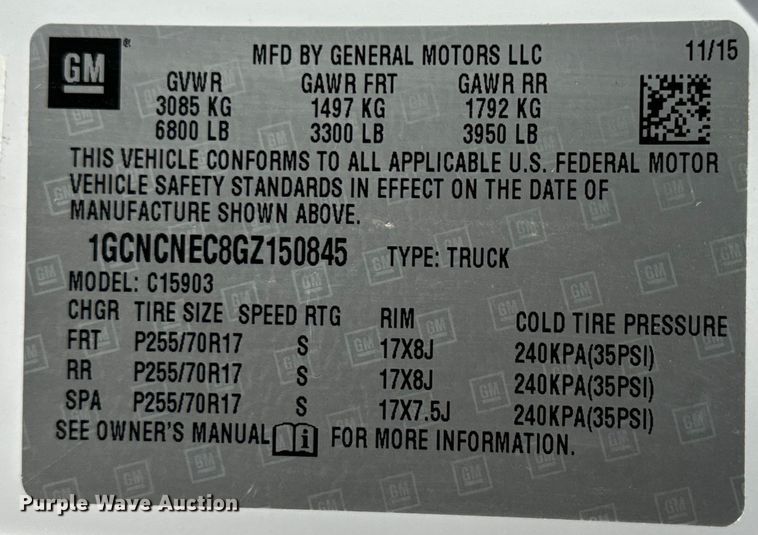 GM ® MFD BY GENERAL MOTORS LLC 11/15
GVWR GAWR FRT GAWR RR
3085 KG 1497 KG 1792 KG
6800 LB 3300 LB 3950 LB
THIS VEHICLE CONFORMS TO ALL APPLICABLE U.S. FEDERAL MOTOR
VEHICLE SAFETY STANDARDS IN EFFECT ON THE DATE OF
MANUFACTURE SHOWN ABOVE.
1GCNCNEC8GZ150845 TYPE: TRUCK
MODEL: C15903
CHGR TIRE SIZE SPEED RTG RIM COLD TIRE PRESSURE
FRT P255/70R17 S 17X8J 240KPA(35PSI)
RR P255/70R17 S 17X8J 240KPA(35PSI)
SPA P255/70R17 S 17X7.5J 240KPA(35PSI)
SEE OWNER'S MANUAL i FOR MORE INFORMATION.
Purple Wave Auction